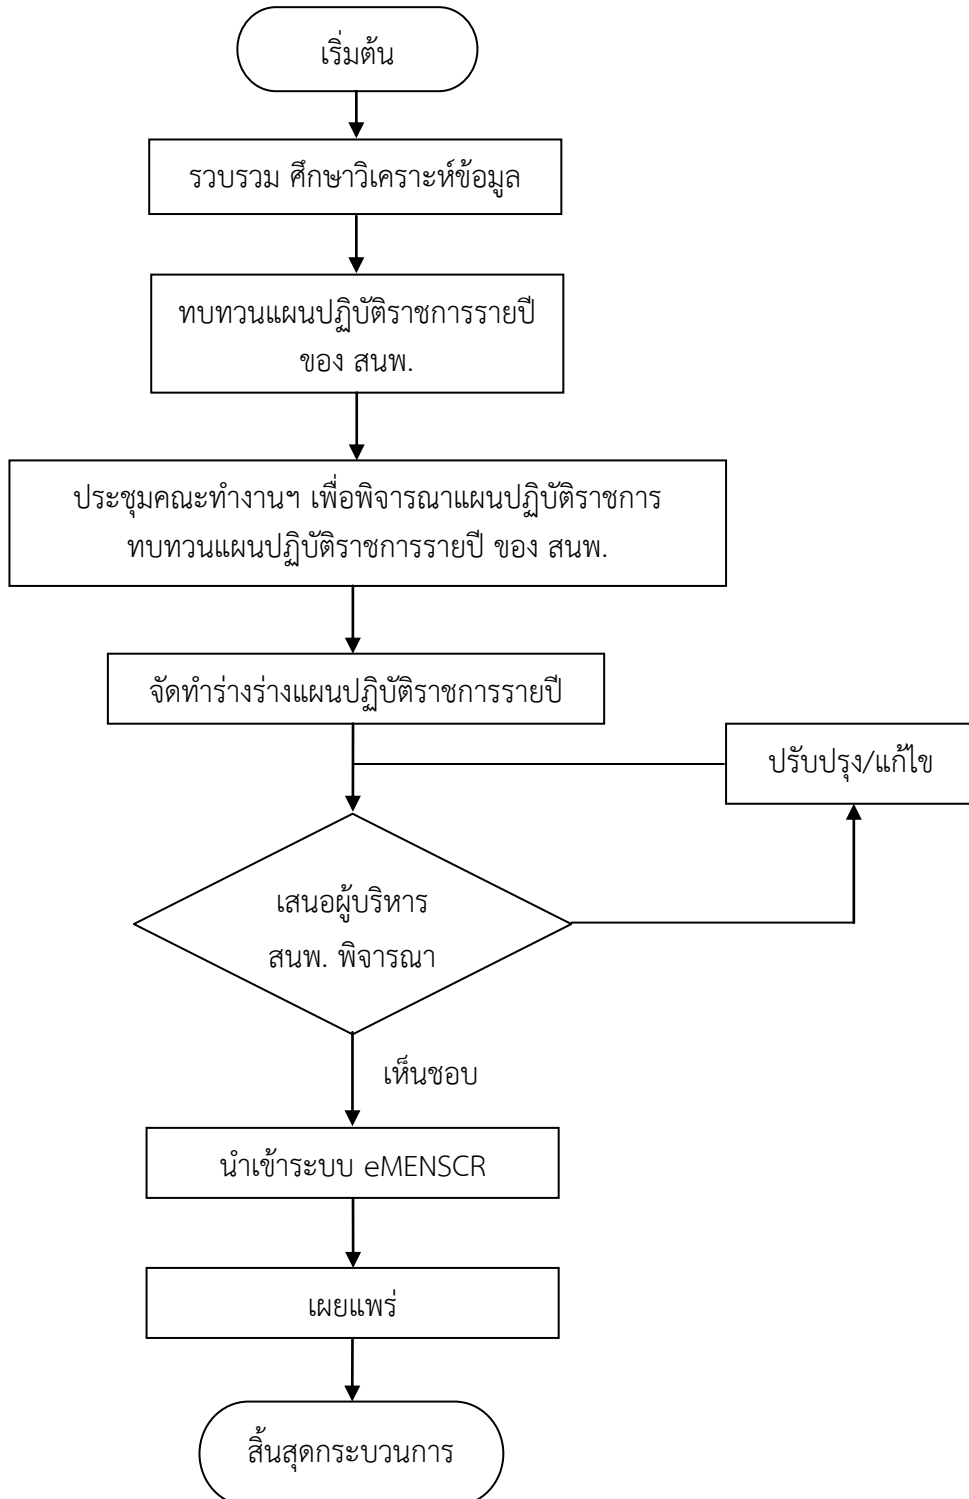 เริ่มต้น
รวบรวม ศึกษาวิเคราะห์ข้อมูล
ทบทวนแผนปฏิบัติราชการรายปี
ของ สนพ.
ประชุมคณะทำงานฯ เพื่อพิจารณาแผนปฏิบัติราชการ
ทบทวนแผนปฏิบัติราชการรายปี ของ สนพ.
จัดทำร่างร่างแผนปฏิบัติราชการรายปี
ปรับปรุง/แก้ไข
เสนอผู้บริหาร
สนพ. พิจารณา
เห็นชอบ
นำเข้าระบบ eMENSCR
เผยแพร่
สิ้นสุดกระบวนการ